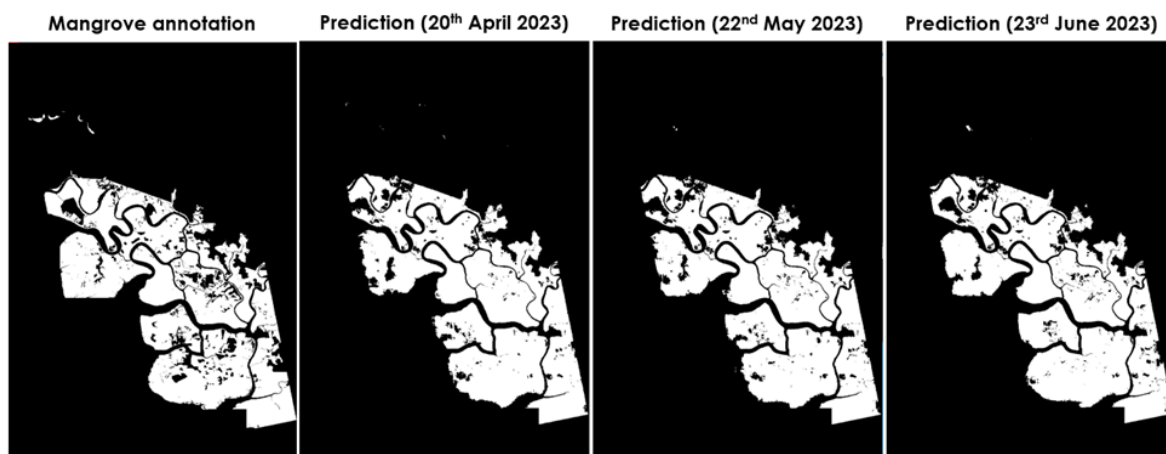 Mangrove annotation
Prediction (20th April 2023)
Prediction (22nd May 2023)
Prediction (23rd June 2023)